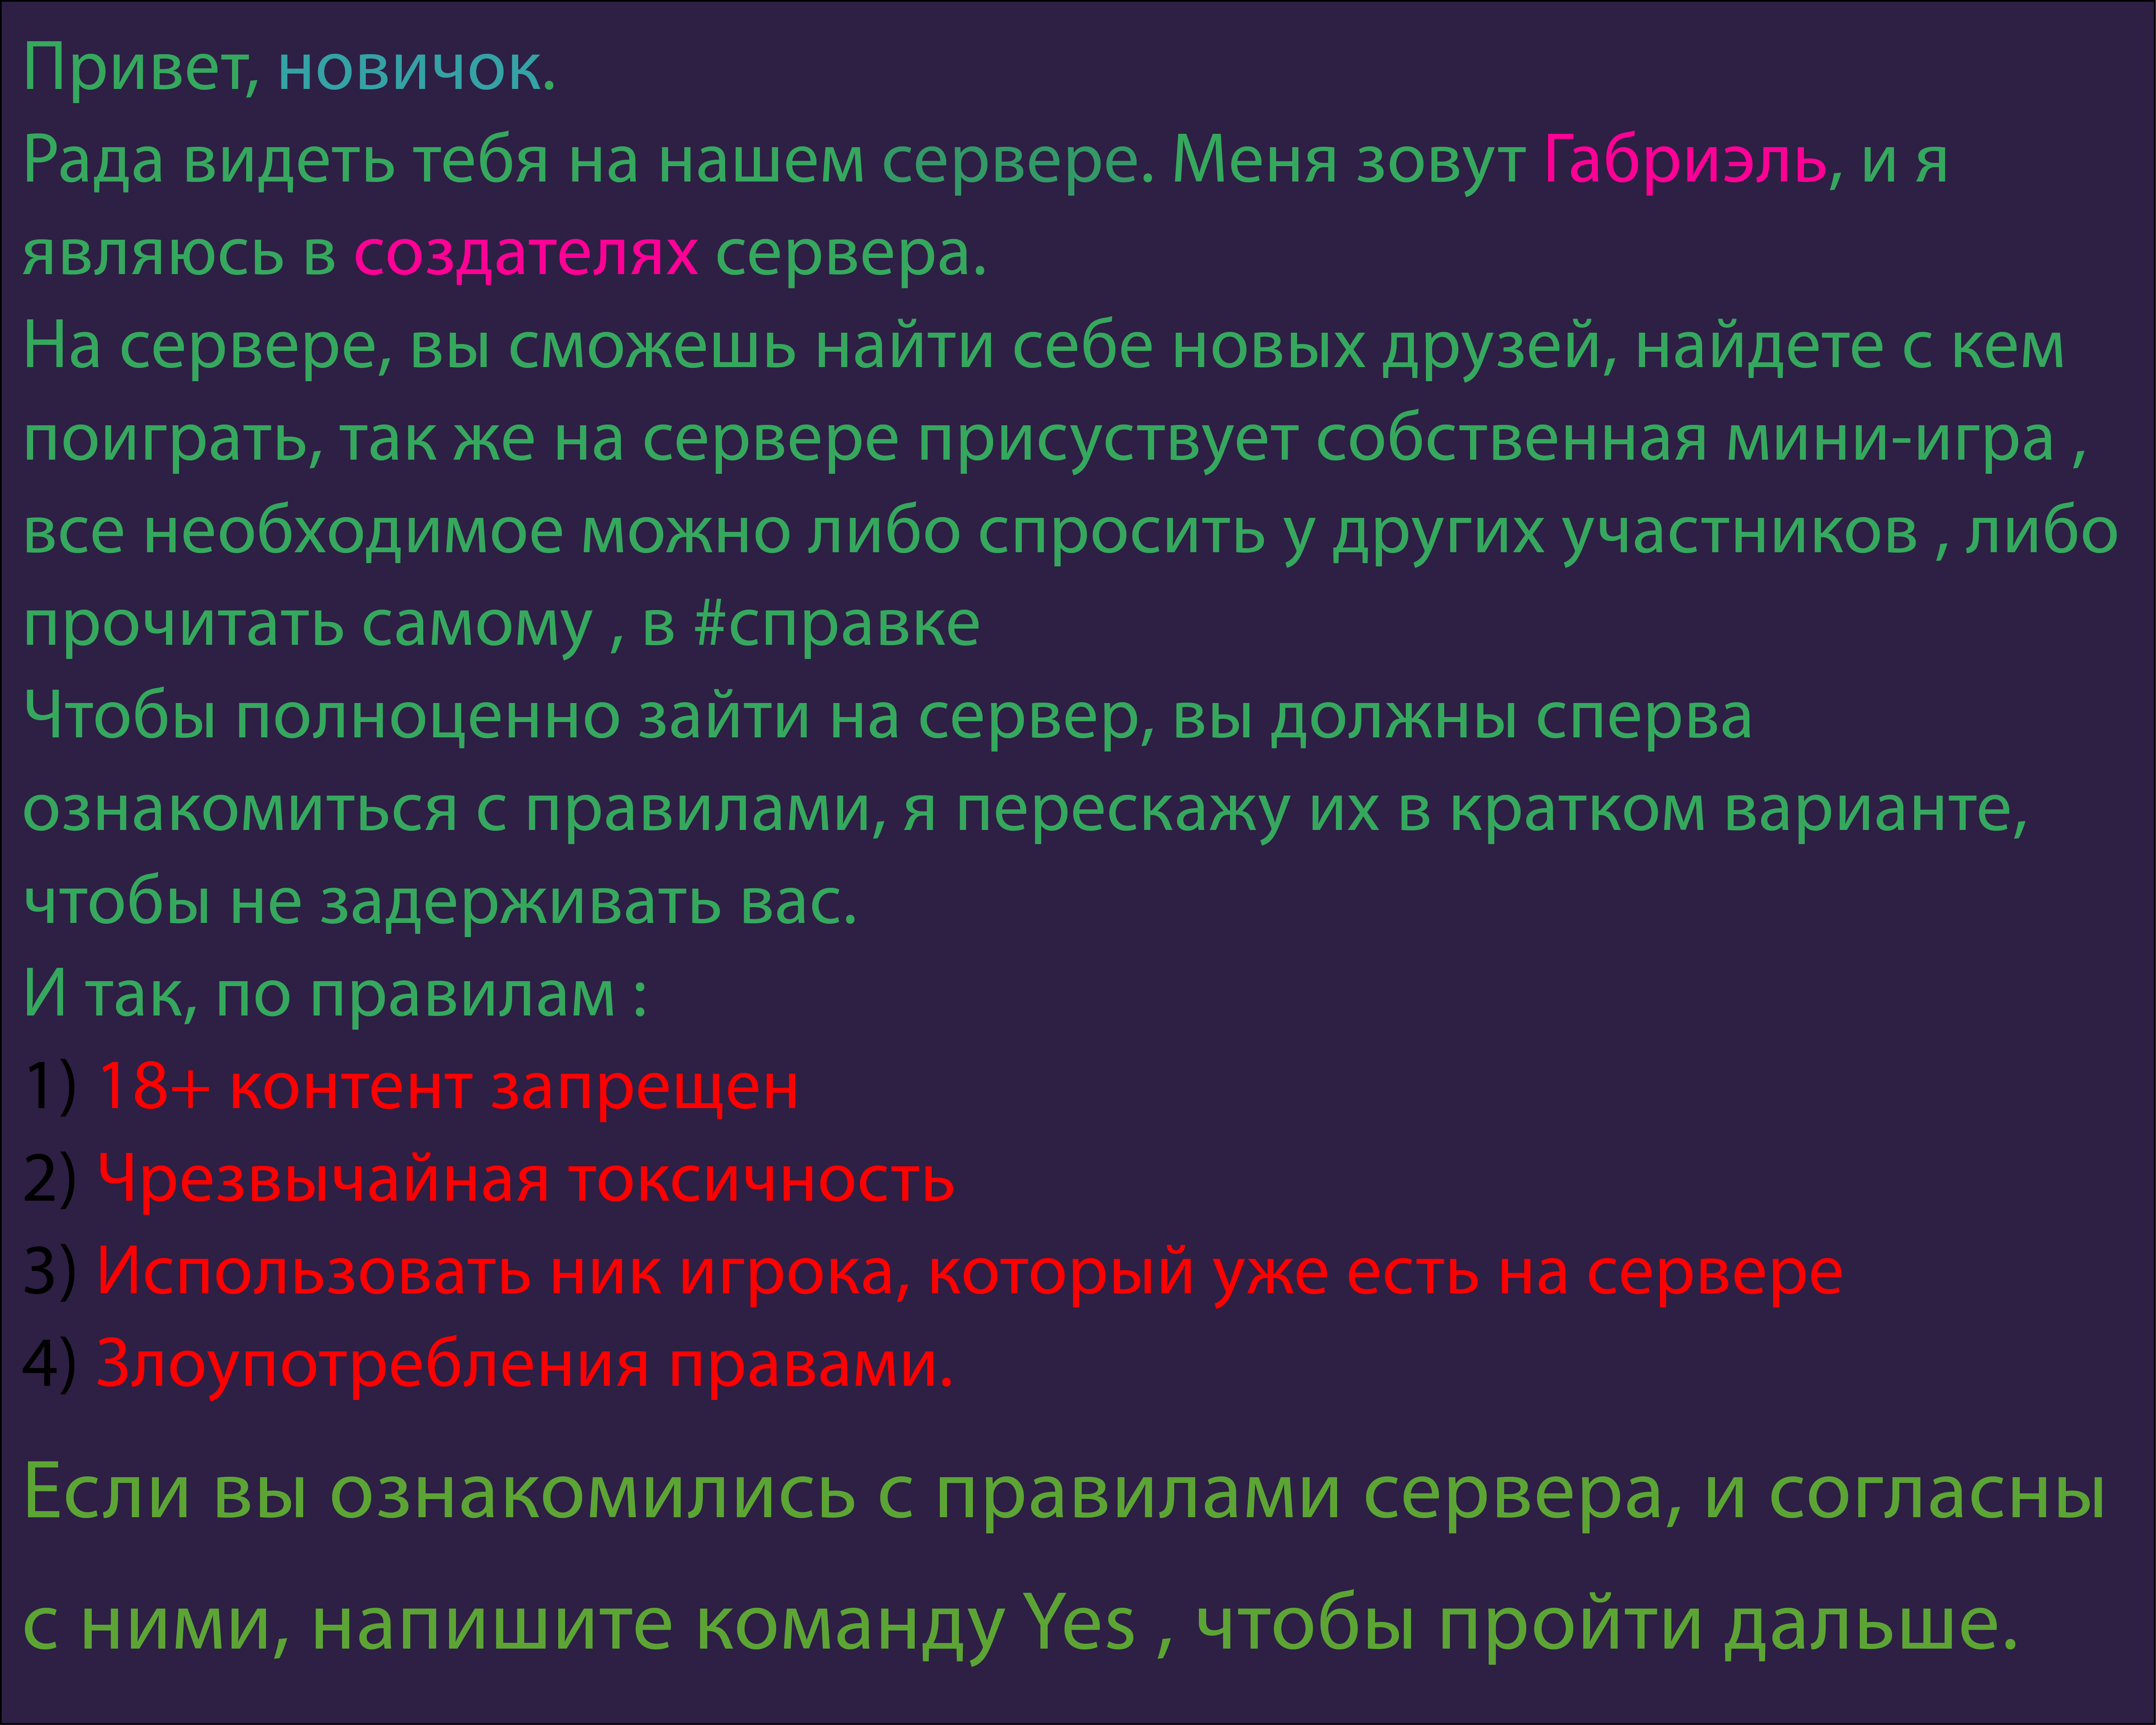 Привет, новичок.
Рада видеть тебя на нашем сервере. Меня зовут Габриэль, и я
являюсь в создателях сервера.
На сервере, вы сможешь найти себе новых друзей, найдете с кем
поиграть, так же на сервере присуствует собственная мини-игра ,
все необходимое можно либо спросить у других участников , либо
прочитать самому , в #справке
Чтобы полноценно зайти на сервер, вы должны сперва
ознакомиться с правилами, я перескажу их в кратком варианте,
чтобы не задерживать вас.
И так, по правилам :
1) 18+ контент запрещен
2) Чрезвычайная токсичность
3) Использовать ник игрока, который уже есть на сервере
4) Злоупотребления правами.
Если вы ознакомились с правилами сервера, и согласны
с ними, напишите команду Yes , чтобы пройти дальше.